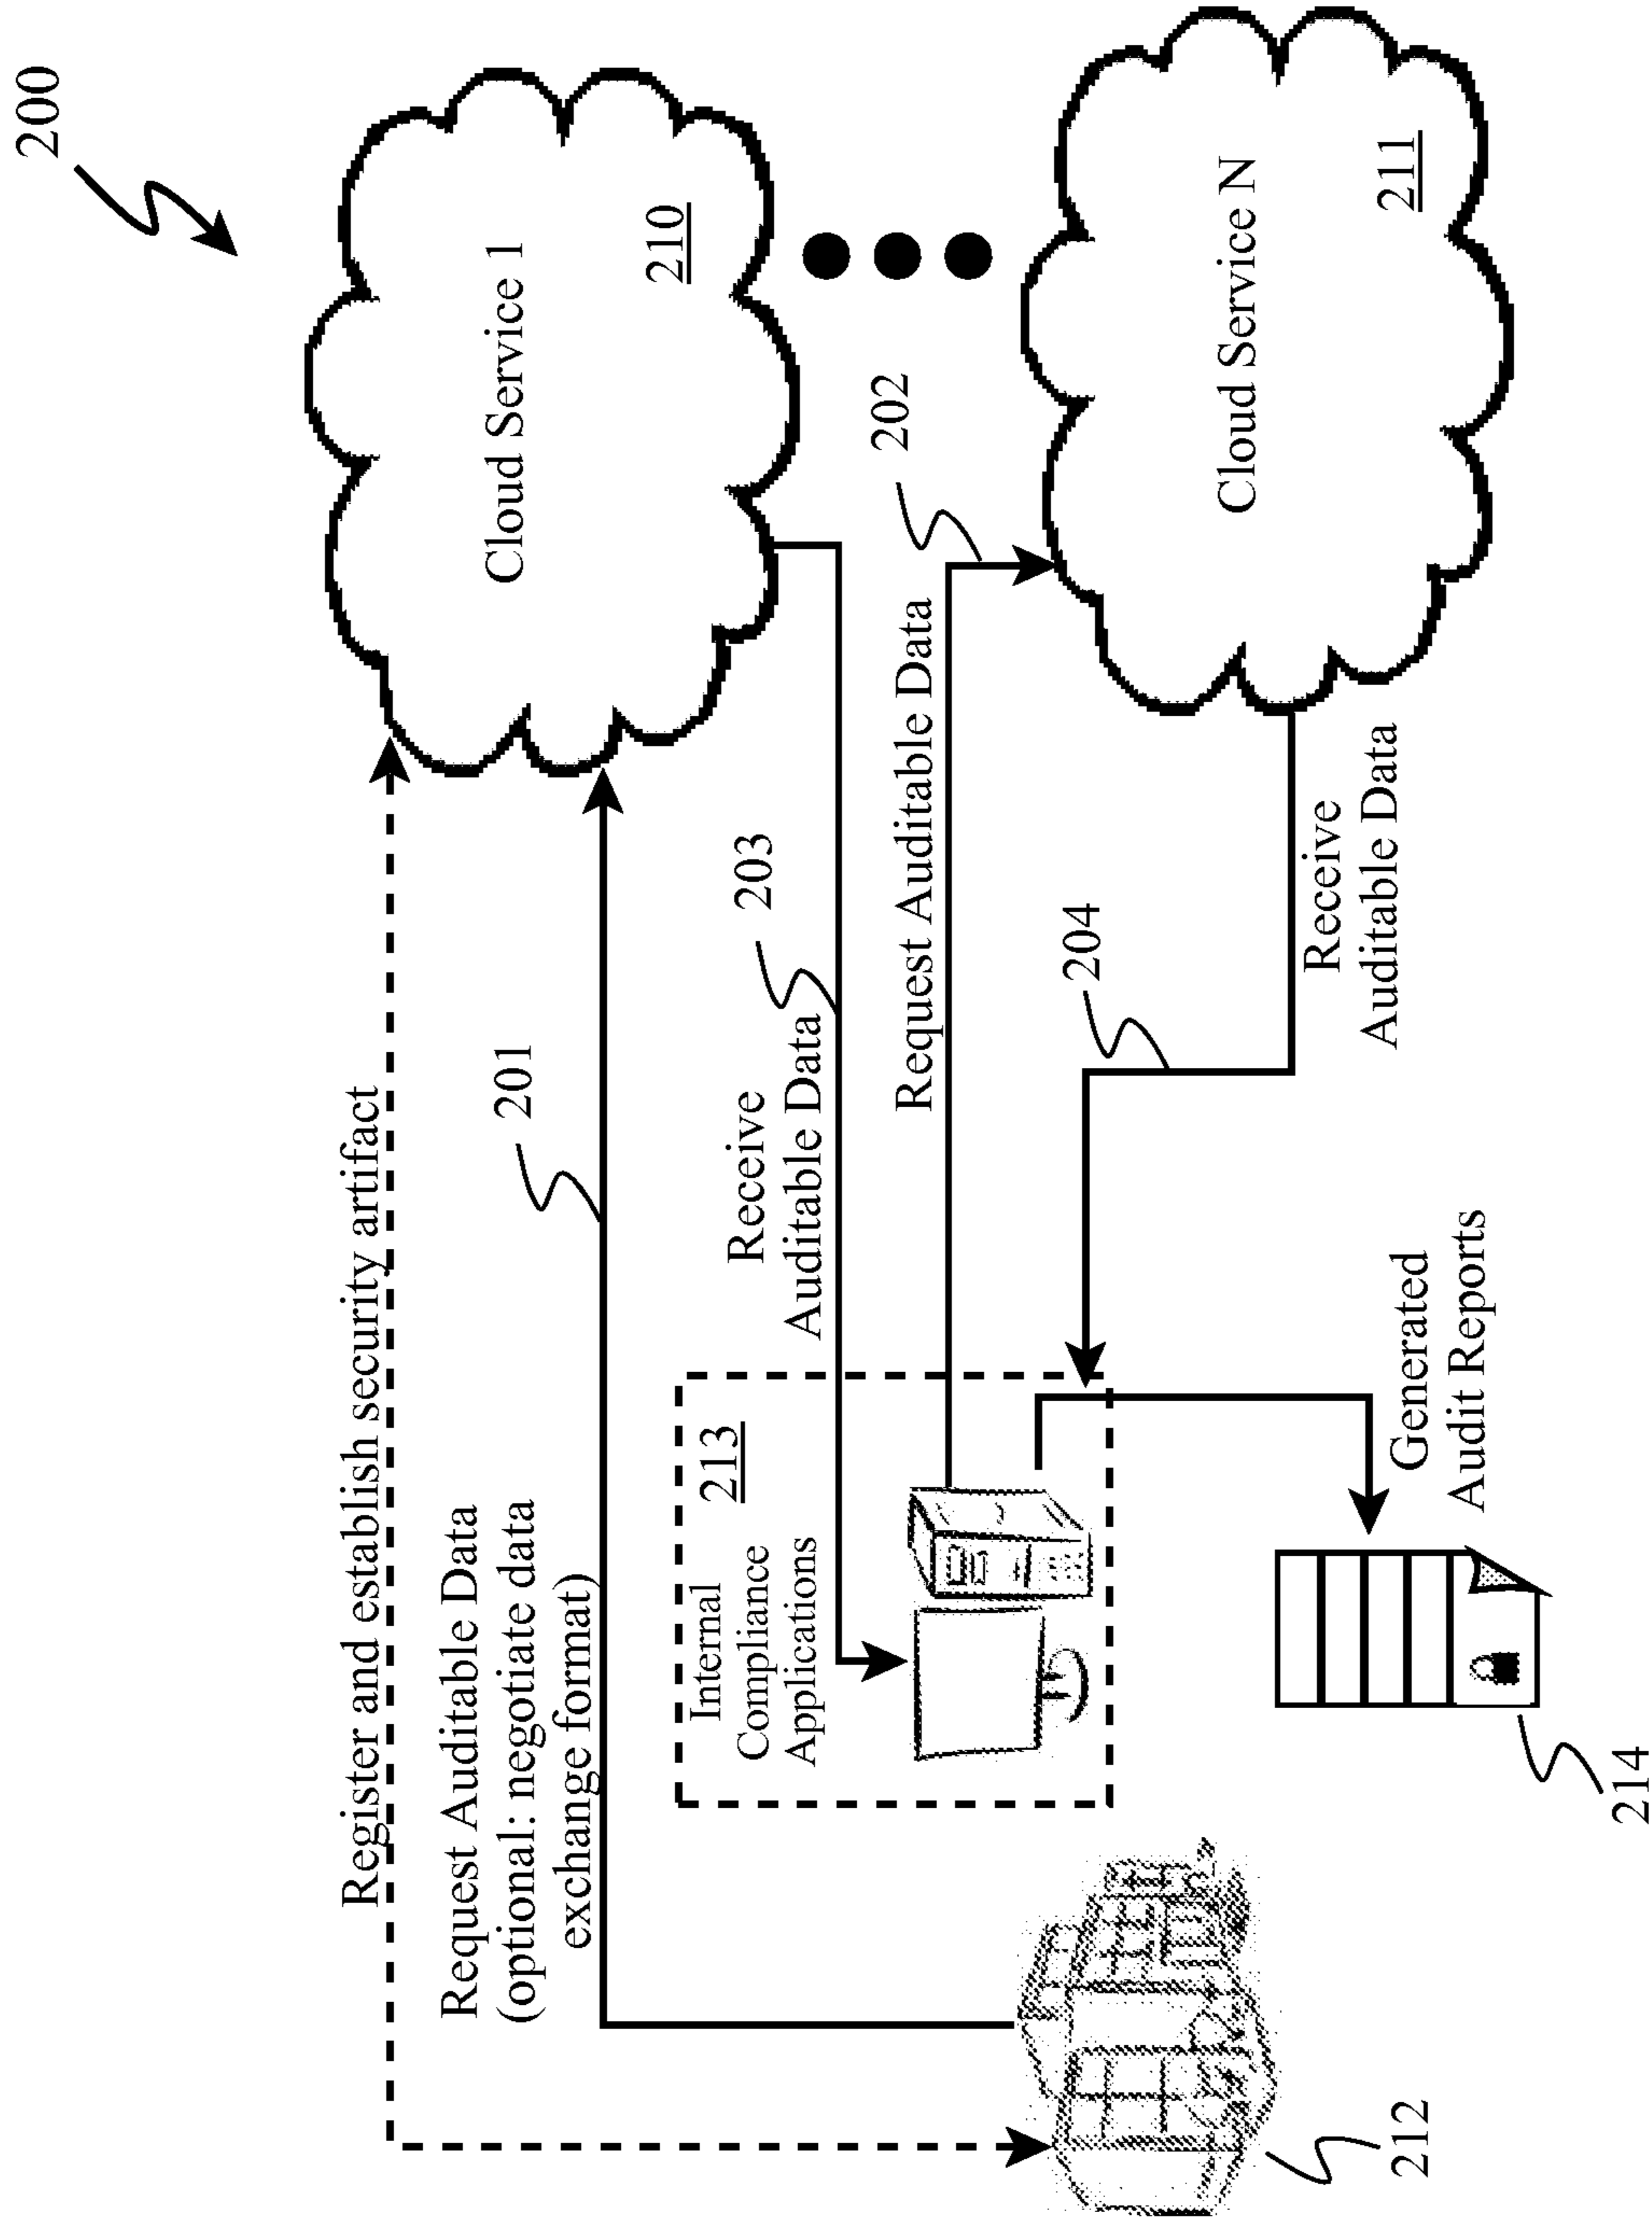 200
Register and establish security artifact
Request Auditable Data
(optional: negotiate data
exchange format)
201
Cloud Service 1
210
Internal
Compliance
Applications
213
Receive
Auditable Data
203
Request Auditable Data
202
204
Cloud Service N
211
Receive
Auditable Data
Generated
Audit Reports
212
214